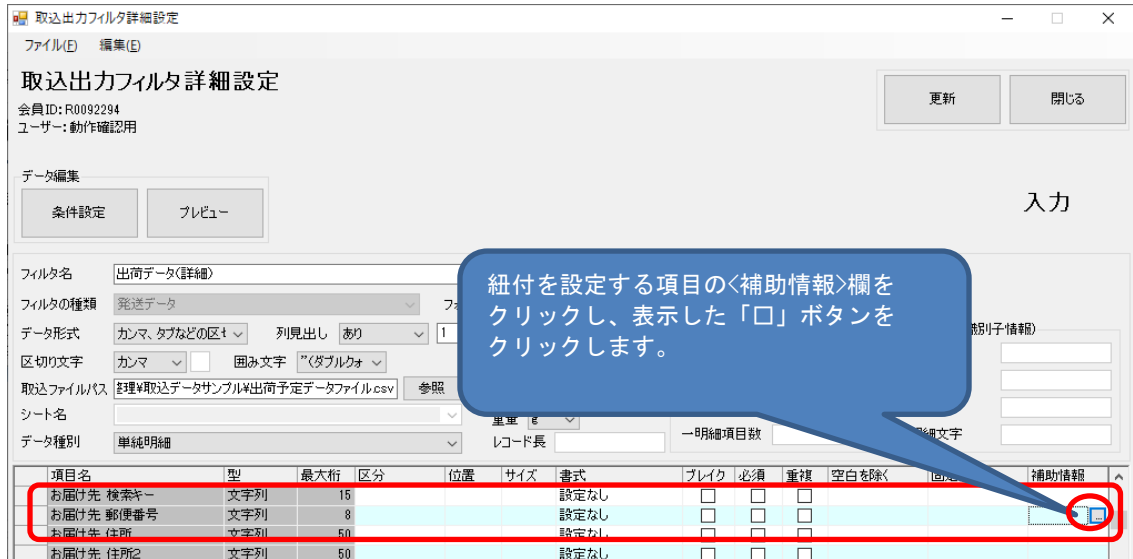 取込出力フィルタ詳細設定
ファイル(F) 編集(E)
取込出力フィルタ詳細設定
会員ID:R0092294
ユーザー:動作確認用
更新 閉じる
データ編集
条件設定 プレビュー
入力
フィルタ名 出荷データ(詳細)
フィルタの種類 発送データ
データ形式 カンマ、タブなどの区 列見出し あり 1
区切り文字 カンマ 囲み文字 "(ダブルクォ
取込ファイルパス 理¥取込データサンプル¥出荷予定データファイル.csv 参照
シート名
重量 g
データ種別 単純明細 レコード長 一明細項目数 細文字
別子情報)
紐付を設定する項目の<補助情報>欄を
クリックし、表示した「□」ボタンを
クリックします。
項目名 型 最大桁 区分 位置 サイズ 書式 ブレイク 必須 重複 空白を除く 補助情報
お届け先 検索キー 文字列 15 設定なし
お届け先 郵便番号 文字列 8 設定なし ...
お届け先 住所 文字列 50 設定なし
お届け先 住所2 文字列 50 設定なし